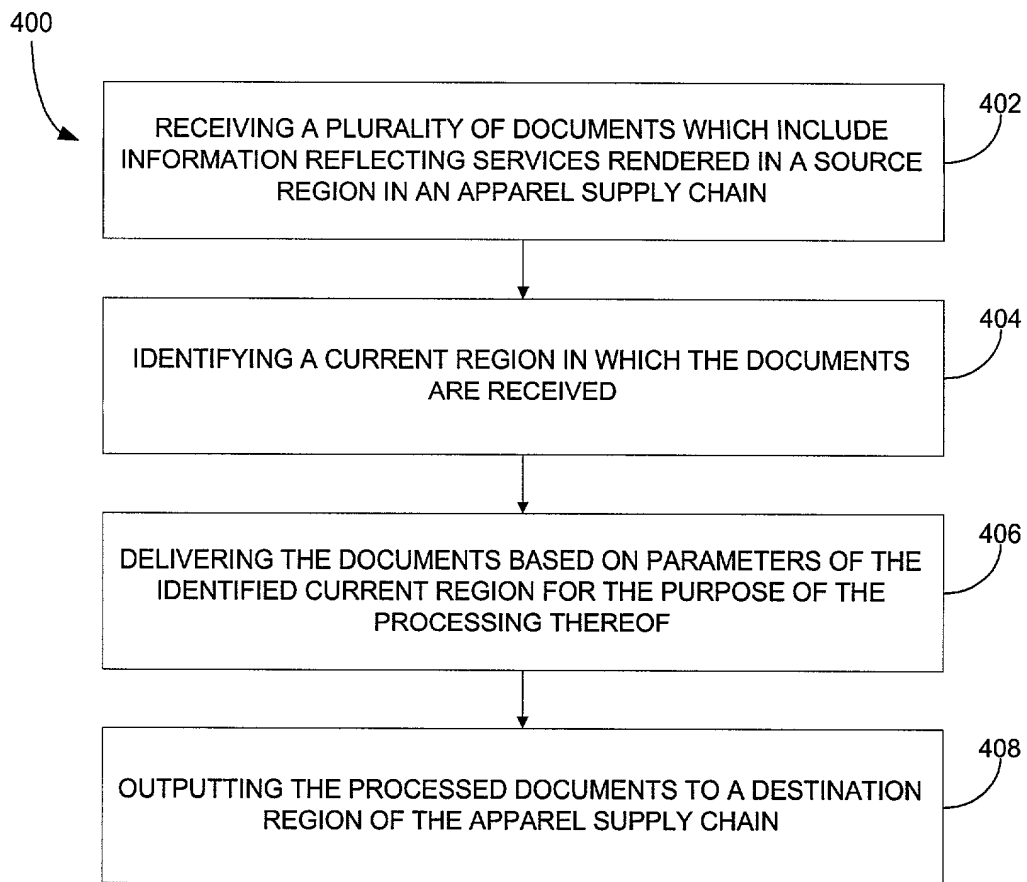 400
402
RECEIVING A PLURALITY OF DOCUMENTS WHICH INCLUDE
INFORMATION REFLECTING SERVICES RENDERED IN A SOURCE
REGION IN AN APPAREL SUPPLY CHAIN
404
IDENTIFYING A CURRENT REGION IN WHICH THE DOCUMENTS
ARE RECEIVED
406
DELIVERING THE DOCUMENTS BASED ON PARAMETERS OF THE
IDENTIFIED CURRENT REGION FOR THE PURPOSE OF THE
PROCESSING THEREOF
408
OUTPUTTING THE PROCESSED DOCUMENTS TO A DESTINATION
REGION OF THE APPAREL SUPPLY CHAIN